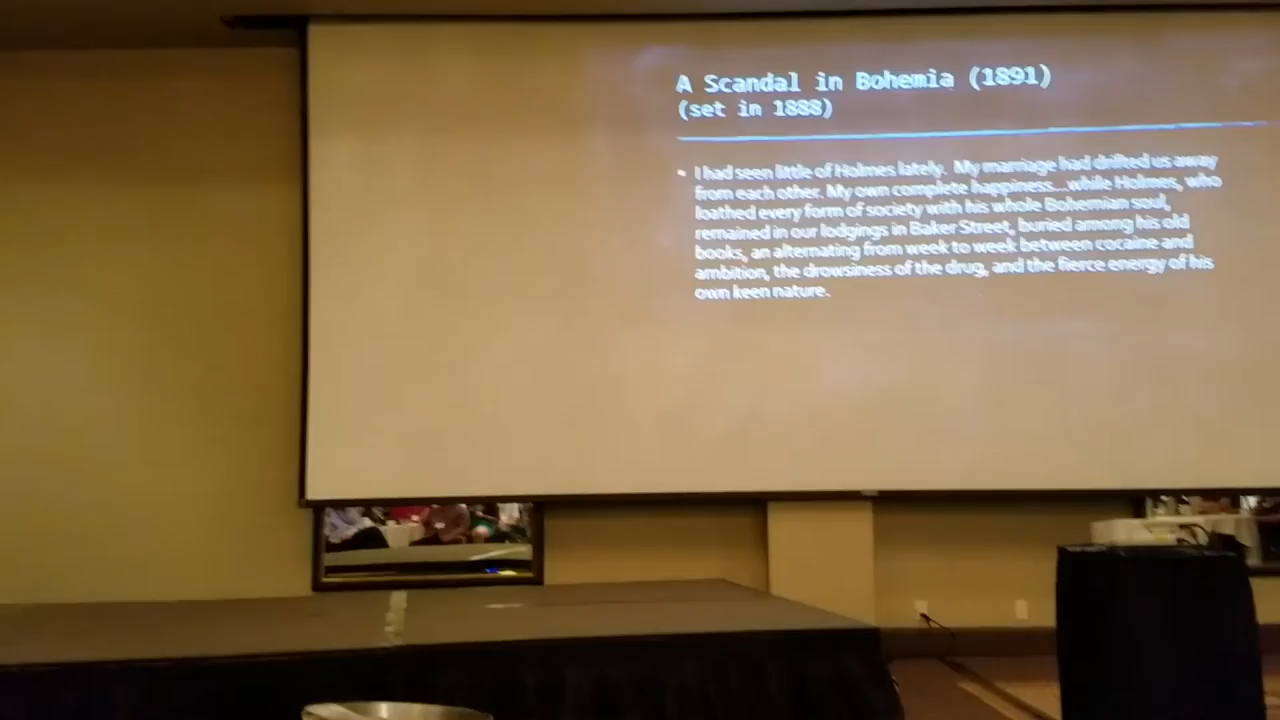 A Scandal in Bohemia (1891)
(set in 1888)
• I had seen little of Holmes lately. My marriage had drifted us away
from each other. My own complete happiness...while Holmes, who
loathed every form of society with his whole Bohemian soul,
remained in our lodgings in Baker Street, buried among his old
books, an alternating from week to week between cocaine and
ambition, the drowsiness of the drug, and the fierce energy of his
own keen nature.